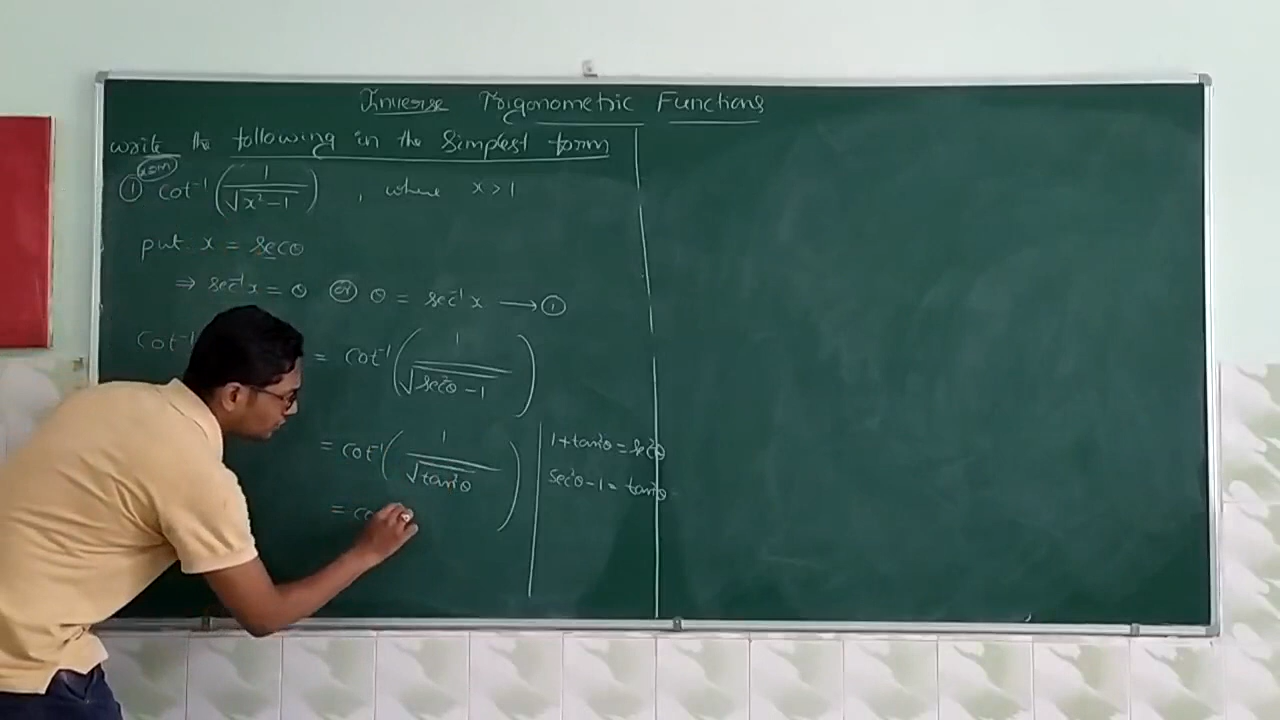 Inverse Trigonometric Functions
write the following in the simplest form
① cot⁻¹(1/√(x²-1)) , where x > 1
put x = secθ
⇒ sec⁻¹x = θ or θ = sec⁻¹x → ①
Cot⁻¹ = cot⁻¹(1/√(sec²θ-1))
= cot⁻¹(1/√(tan²θ))
1+tan²θ = sec²θ
sec²θ-1 = tan²θ
= co